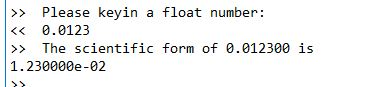 >> Please keyin a float number:
<< 0.0123
>> The scientific form of 0.012300 is
1.230000e-02
>>